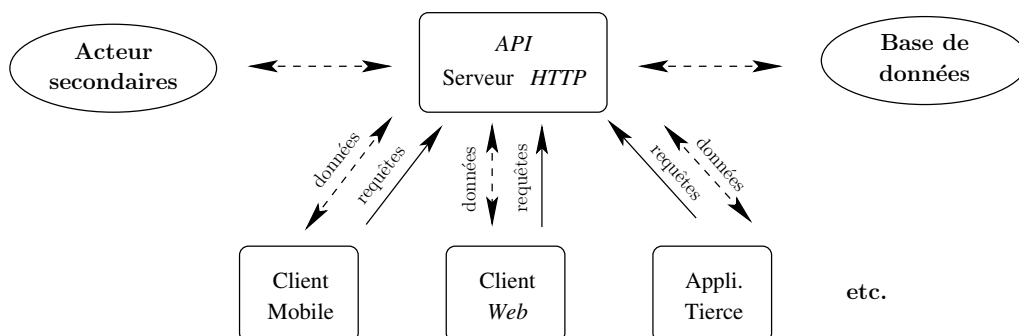 Acteur
secondaires
API
Serveur HTTP
Base de
données
données
requêtes
données
requêtes
requêtes
données
Client
Mobile
Client
Web
Appli.
Tierce
etc.